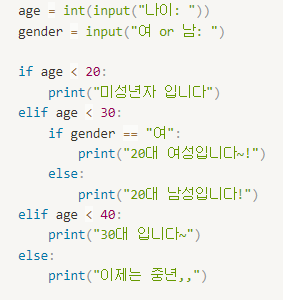 age = int(input("나이: "))
gender = input("여 or 남: ")

if age < 20:
    print("미성년자 입니다")
elif age < 30:
    if gender == "여":
        print("20대 여성입니다~!")
    else:
        print("20대 남성입니다!")
elif age < 40:
    print("30대 입니다~")
else:
    print("이제는 중년,,")